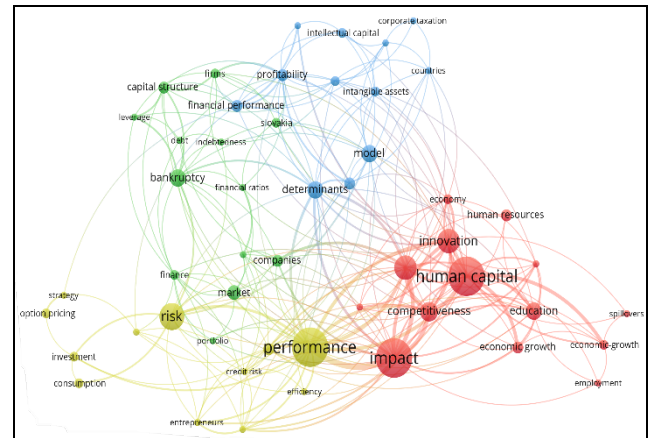 corporate taxation
intellectual capital
firms
profitability
countries
capital structure
intangible assets
financial performance
leverage
slovakia
debt
indebtedness
model
bankruptcy
financial ratios
determinants
economy
human resources
innovation
companies
finance
human capital
strategy
market
option pricing
risk
competitiveness
education
spillovers
portfolio
performance
economic growth
economic-growth
investment
impact
credit risk
consumption
employment
efficiency
entrepreneurs